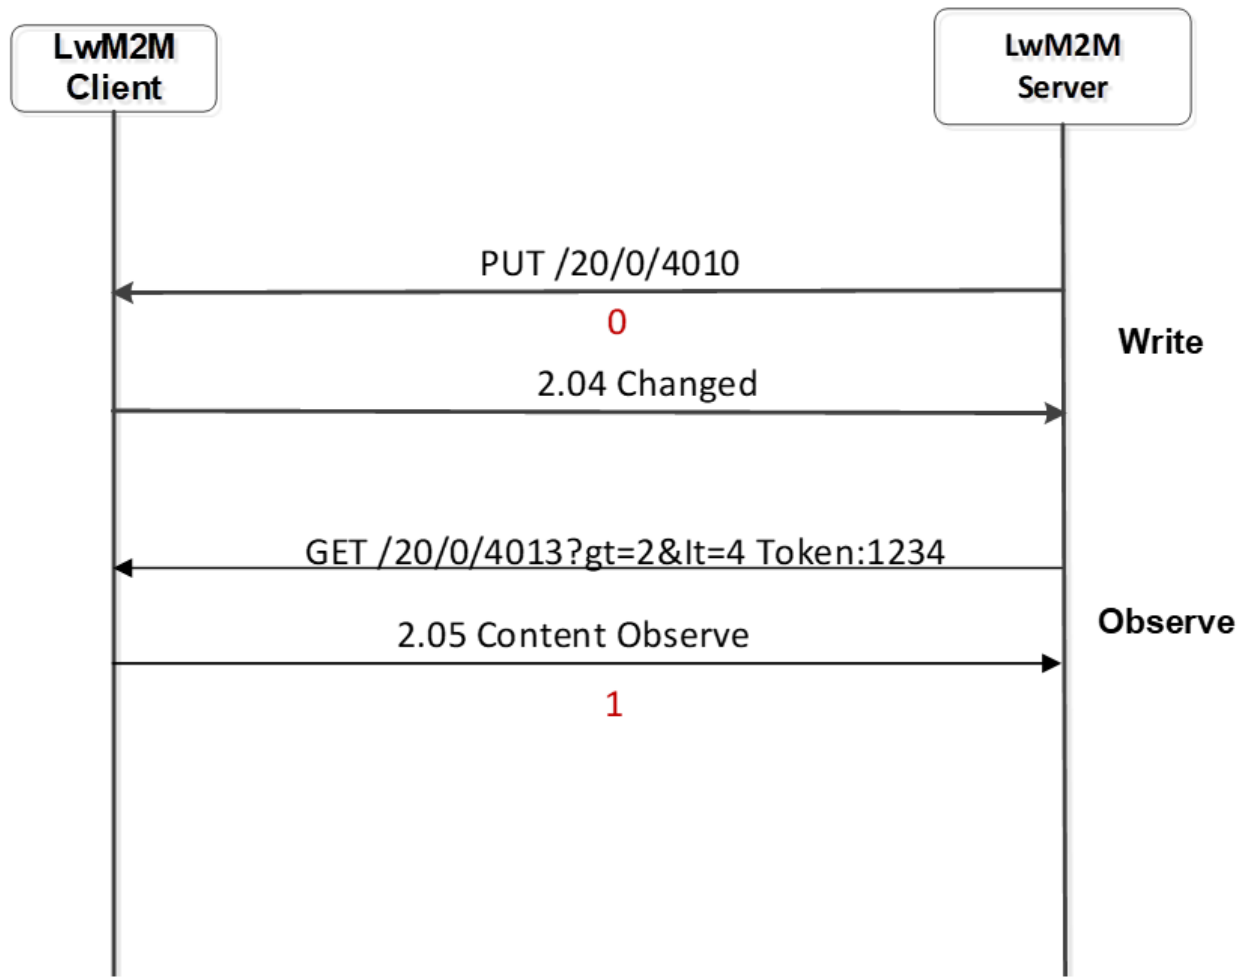 LwM2M
Client
LwM2M
Server
PUT /20/0/4010
0
Write
2.04 Changed
GET /20/0/4013?gt=2&It=4 Token:1234
Observe
2.05 Content Observe
1